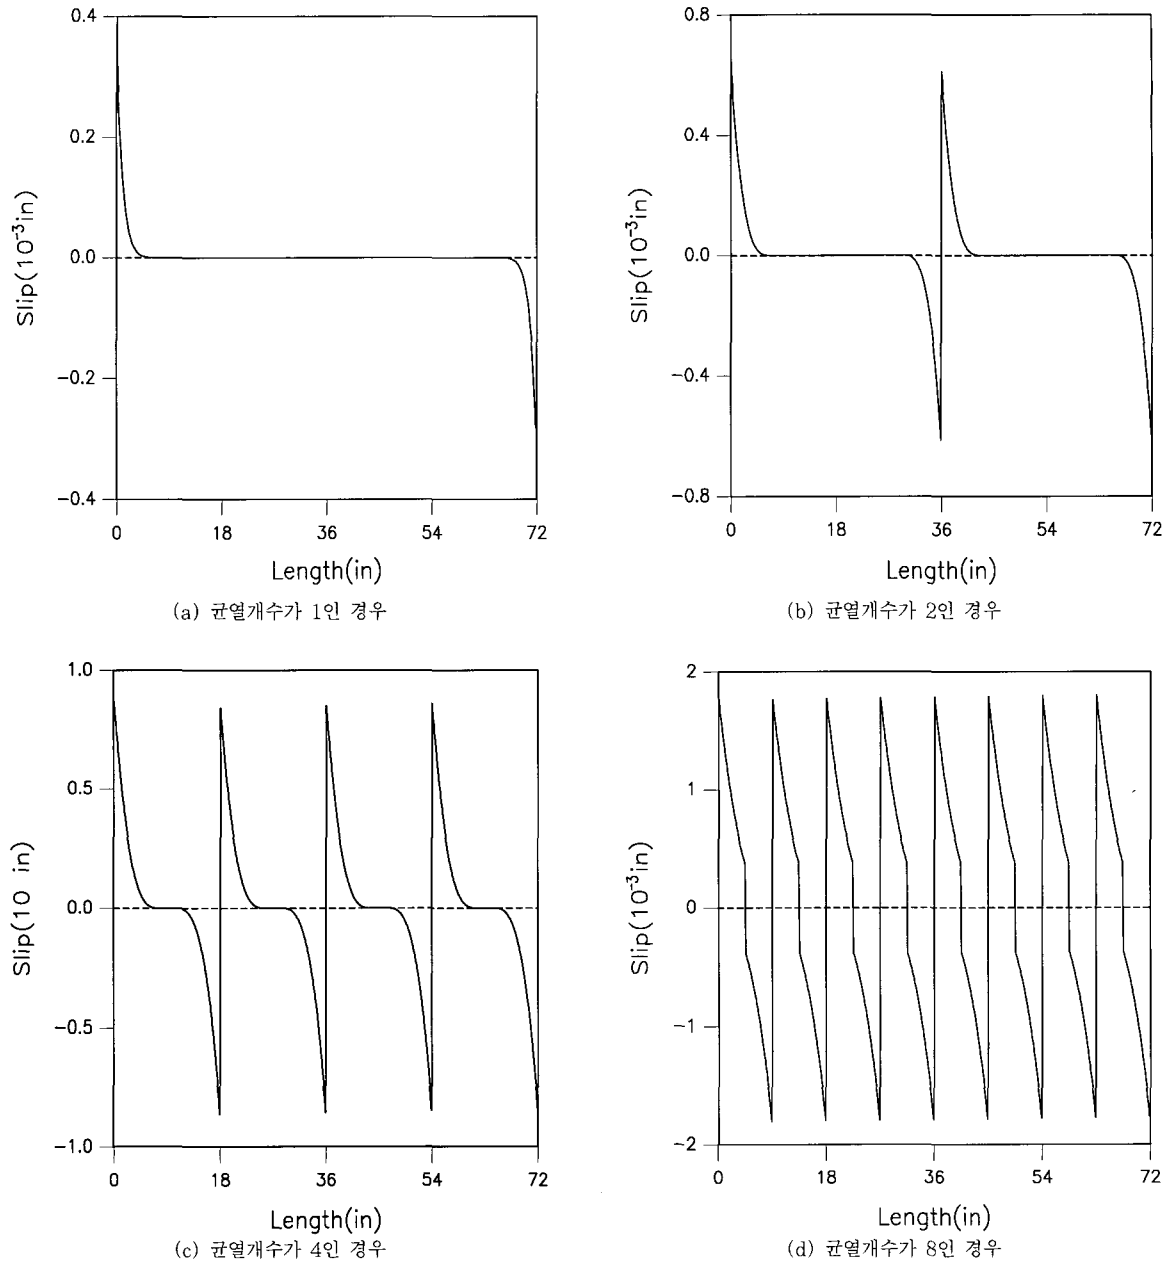 0.4
0.2
0.0
−0.2
−0.4
Slip(10⁻³in)
0 18 36 54 72
Length(in)
(a) 균열개수가 1인 경우
0.8
0.4
0.0
−0.4
−0.8
Slip(10⁻³in)
0 18 36 54 72
Length(in)
(b) 균열개수가 2인 경우
1.0
0.5
0.0
−0.5
−1.0
Slip(10 in)
0 18 36 54 72
Length(in)
(c) 균열개수가 4인 경우
2
1
0
−1
−2
Slip(10⁻³in)
0 18 36 54 72
Length(in)
(d) 균열개수가 8인 경우